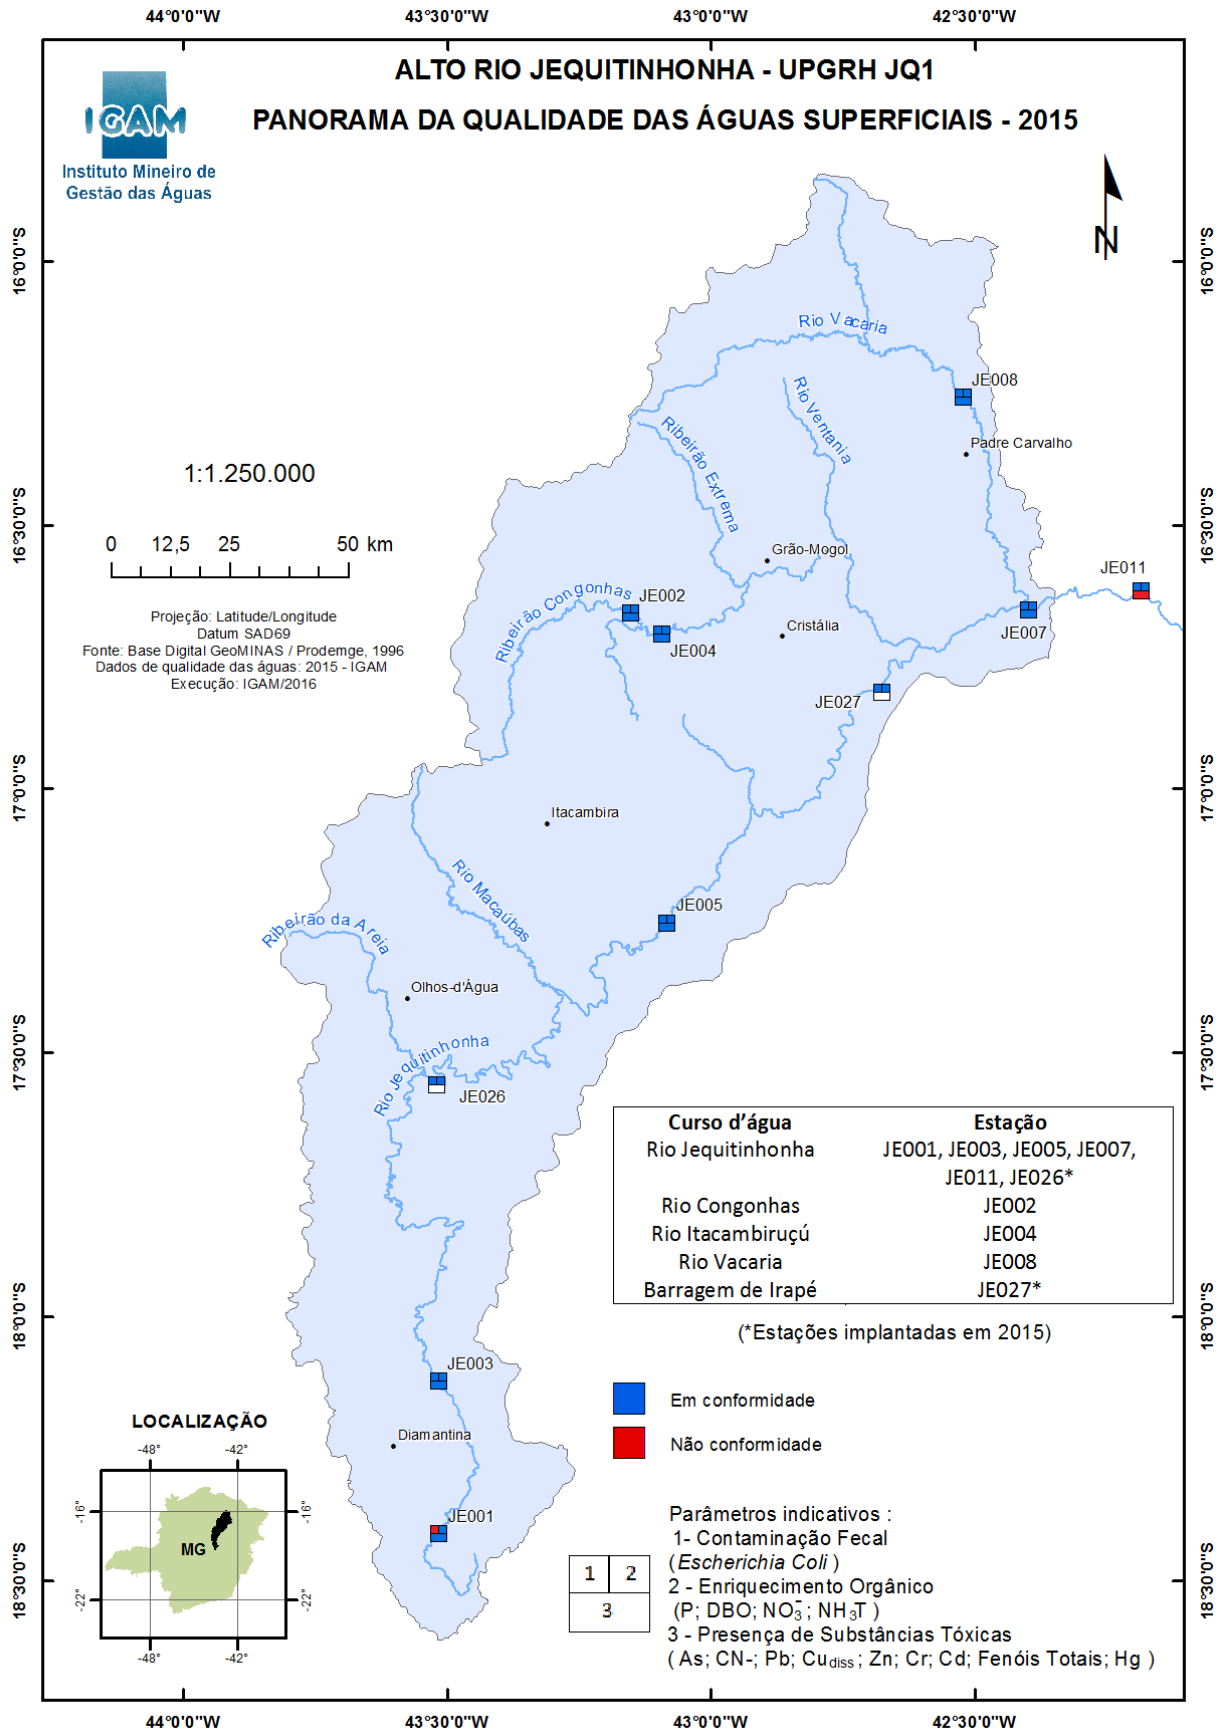 44°0'0"W 43°30'0"W 43°0'0"W 42°30'0"W
ALTO RIO JEQUITINHONHA - UPGRH JQ1
PANORAMA DA QUALIDADE DAS ÁGUAS SUPERFICIAIS - 2015
IGAM
Instituto Mineiro de
Gestão das Águas
N
16°0'0"S
16°0'0"S
Rio Vacaria
JE008
Rio Ventania
Ribeirão Extrema
Padre Carvalho
1:1.250.000
16°30'0"S
16°30'0"S
0 12,5 25 50 km
Grão-Mogol
JE011
Ribeirão Congonhas
JE002
JE004
Cristália
JE007
Projeção: Latitude/Longitude
Datum SAD69
Fonte: Base Digital GeoMINAS / Prodemge, 1996
Dados de qualidade das águas: 2015 - IGAM
Execução: IGAM/2016
JE027
17°0'0"S
17°0'0"S
Itacambira
Rio Macaúbas
JE005
Ribeirão da Areia
Olhos-d'Água
17°30'0"S
17°30'0"S
Rio Jequitinhonha
JE026
Curso d'água Estação
Rio Jequitinhonha JE001, JE003, JE005, JE007,
JE011, JE026*
Rio Congonhas JE002
Rio Itacambiruçú JE004
Rio Vacaria JE008
Barragem de Irapé JE027*
(*Estações implantadas em 2015)
18°0'0"S
18°0'0"S
JE003
Em conformidade
Não conformidade
Diamantina
LOCALIZAÇÃO
-48° -42°
-16° -16°
MG
-22° -22°
-48° -42°
JE001
18°30'0"S
18°30'0"S
Parâmetros indicativos :
1- Contaminação Fecal
(Escherichia Coli )
2 - Enriquecimento Orgânico
(P; DBO; NO₃⁻; NH₃T )
3 - Presença de Substâncias Tóxicas
( As; CN-; Pb; Cudiss ; Zn; Cr; Cd; Fenóis Totais; Hg )
1 2
3
44°0'0"W 43°30'0"W 43°0'0"W 42°30'0"W